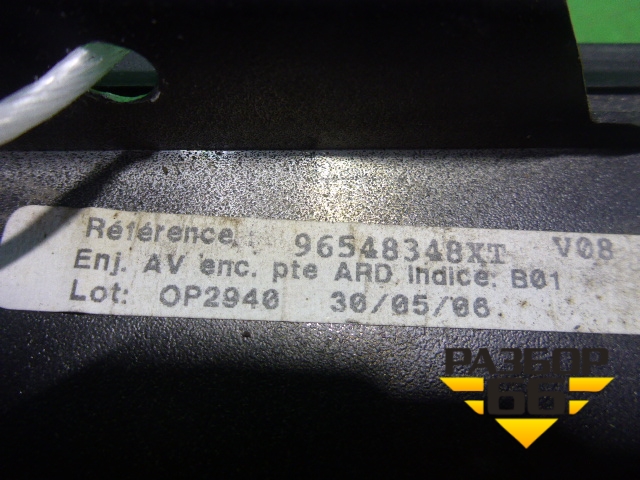 Référence 96548348XT V08
Enj. AV enc. pte ARD. Indice: B01
Lot: OP2940 30/05/06
РАЗБОР
66